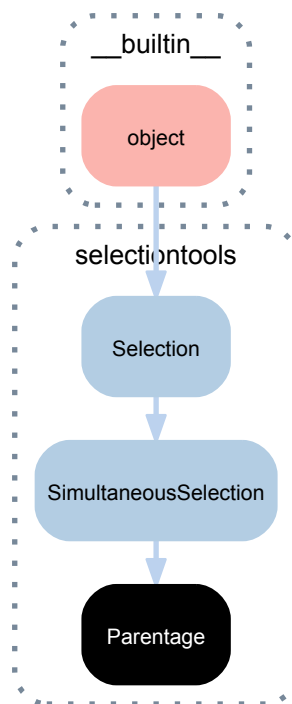 __builtin__
object
selectiontools
Selection
SimultaneousSelection
Parentage